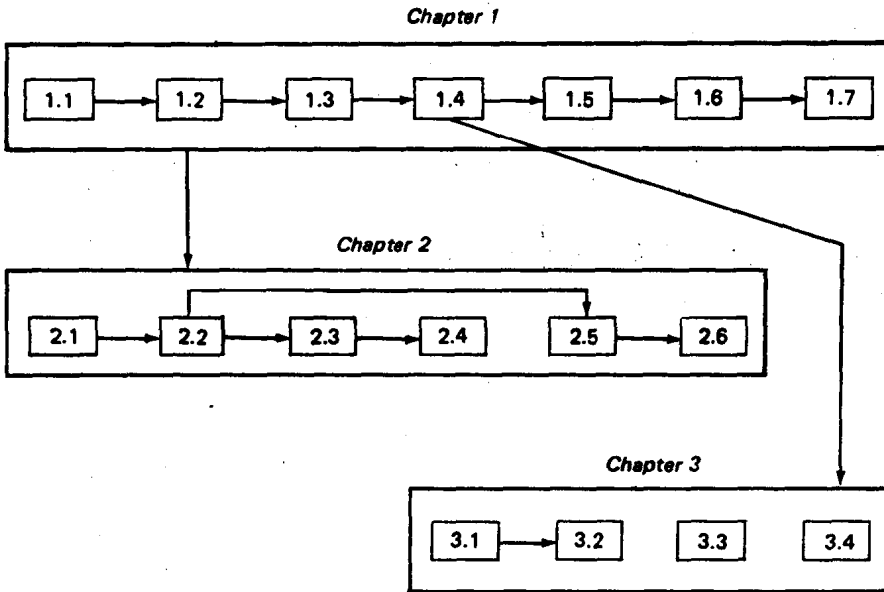 Chapter 1
1.1 1.2 1.3 1.4 1.5 1.6 1.7
Chapter 2
2.1 2.2 2.3 2.4 2.5 2.6
Chapter 3
3.1 3.2 3.3 3.4